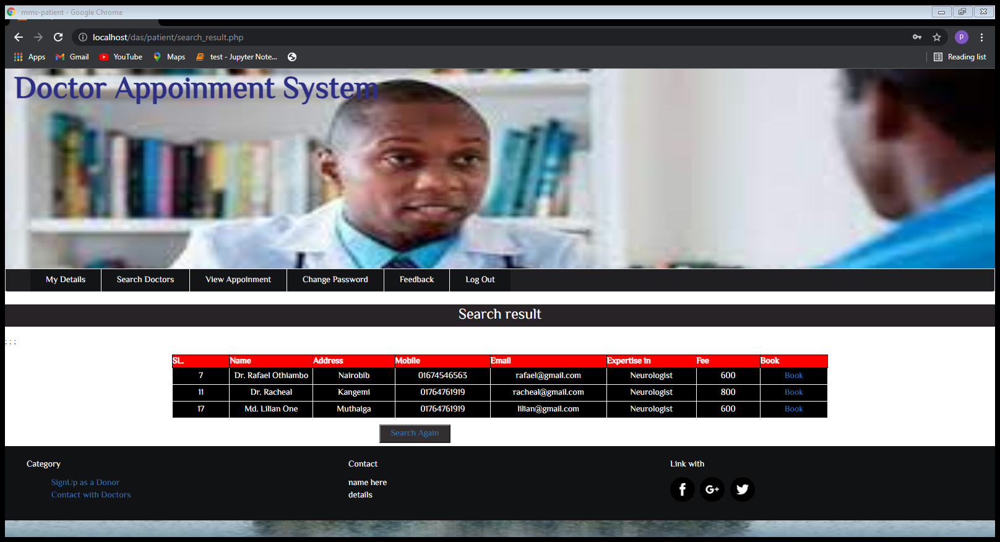 mms-patient - Google Chrome
localhost/das/patient/search_result.php
P
Apps Gmail YouTube Maps test - Jupyter Note... Reading list
Doctor Appoinment System
My Details Search Doctors View Appoinment Change Password Feedback Log Out
Search result
; ; ;
SL. Name Address Mobile Email Expertise in Fee Book
7 Dr. Rafael Othiambo Nairobib 01674546563 rafael@gmail.com Neurologist 600 Book
11 Dr. Racheal Kangemi 01764761919 racheal@gmail.com Neurologist 800 Book
17 Md. Lilian One Muthaiga 01764761919 lilian@gmail.com Neurologist 600 Book
Search Again
Category Contact Link with
SignUp as a Donor name here
Contact with Doctors details
f G+